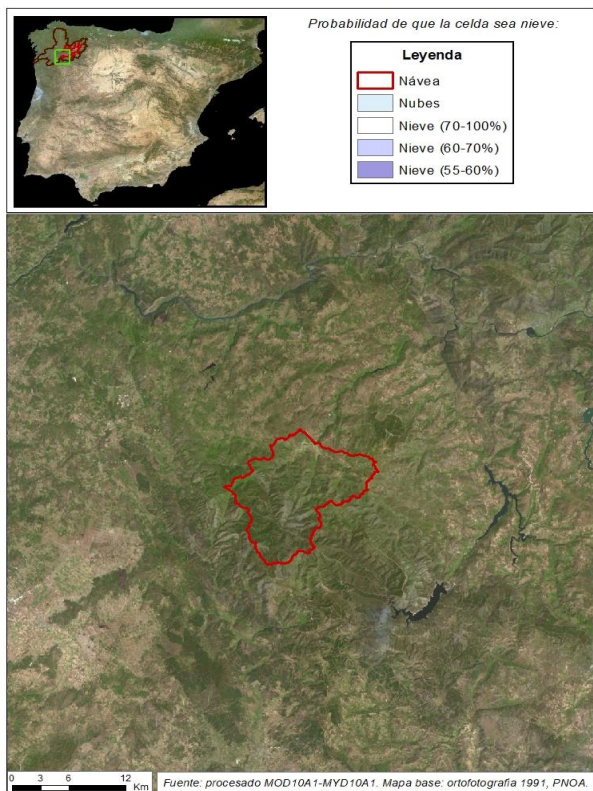 Probabilidad de que la celda sea nieve:
Leyenda
Návea
Nubes
Nieve (70-100%)
Nieve (60-70%)
Nieve (55-60%)
0 3 6 12
Km
Fuente: procesado MOD10A1-MYD10A1. Mapa base: ortofotografía 1991, PNOA.